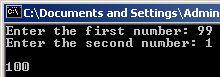 C:\Documents and Settings\Admin
Enter the first number: 99
Enter the second number: 1
100